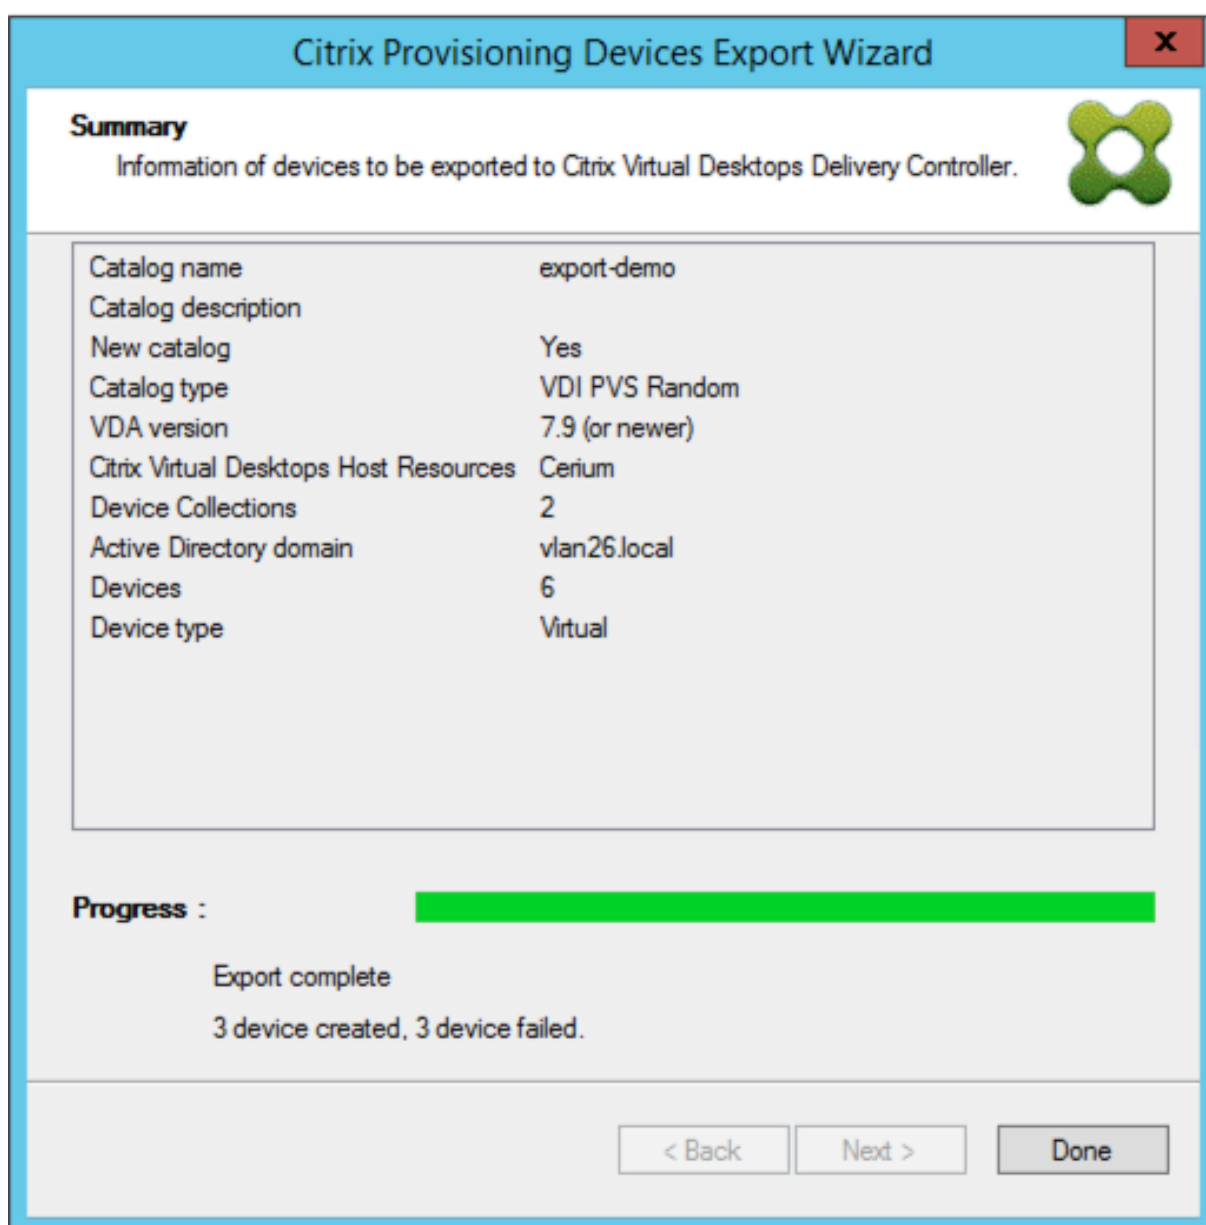 Citrix Provisioning Devices Export Wizard
x
Summary
Information of devices to be exported to Citrix Virtual Desktops Delivery Controller.
Catalog name export-demo
Catalog description
New catalog Yes
Catalog type VDI PVS Random
VDA version 7.9 (or newer)
Citrix Virtual Desktops Host Resources Cerium
Device Collections 2
Active Directory domain vlan26.local
Devices 6
Device type Virtual
Progress :
Export complete
3 device created, 3 device failed.
< Back Next > Done